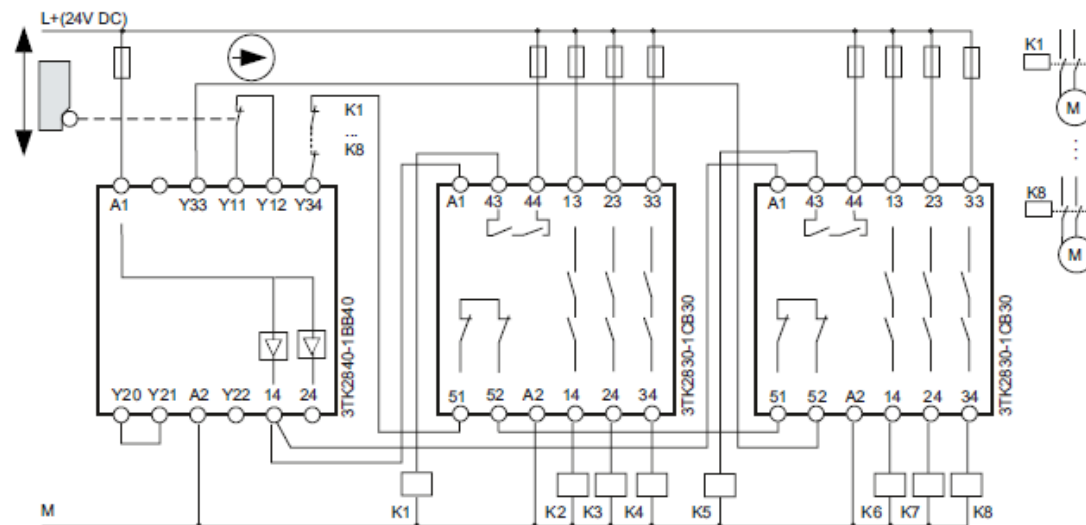 L+(24V DC)
K1
...
K8
A1 Y33 Y11 Y12 Y34
Y20 Y21 A2 Y22 14 24
3TK2840-1BB40
A1 43 44 13 23 33
51 52 A2 14 24 34
3TK2830-1CB30
A1 43 44 13 23 33
51 52 A2 14 24 34
3TK2830-1CB30
K1
M
K8
M
M K1 K2 K3 K4 K5 K6 K7 K8